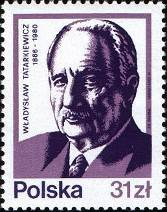 WŁADYSŁAW TATARKIEWICZ
1886-1980
Polska 31zł